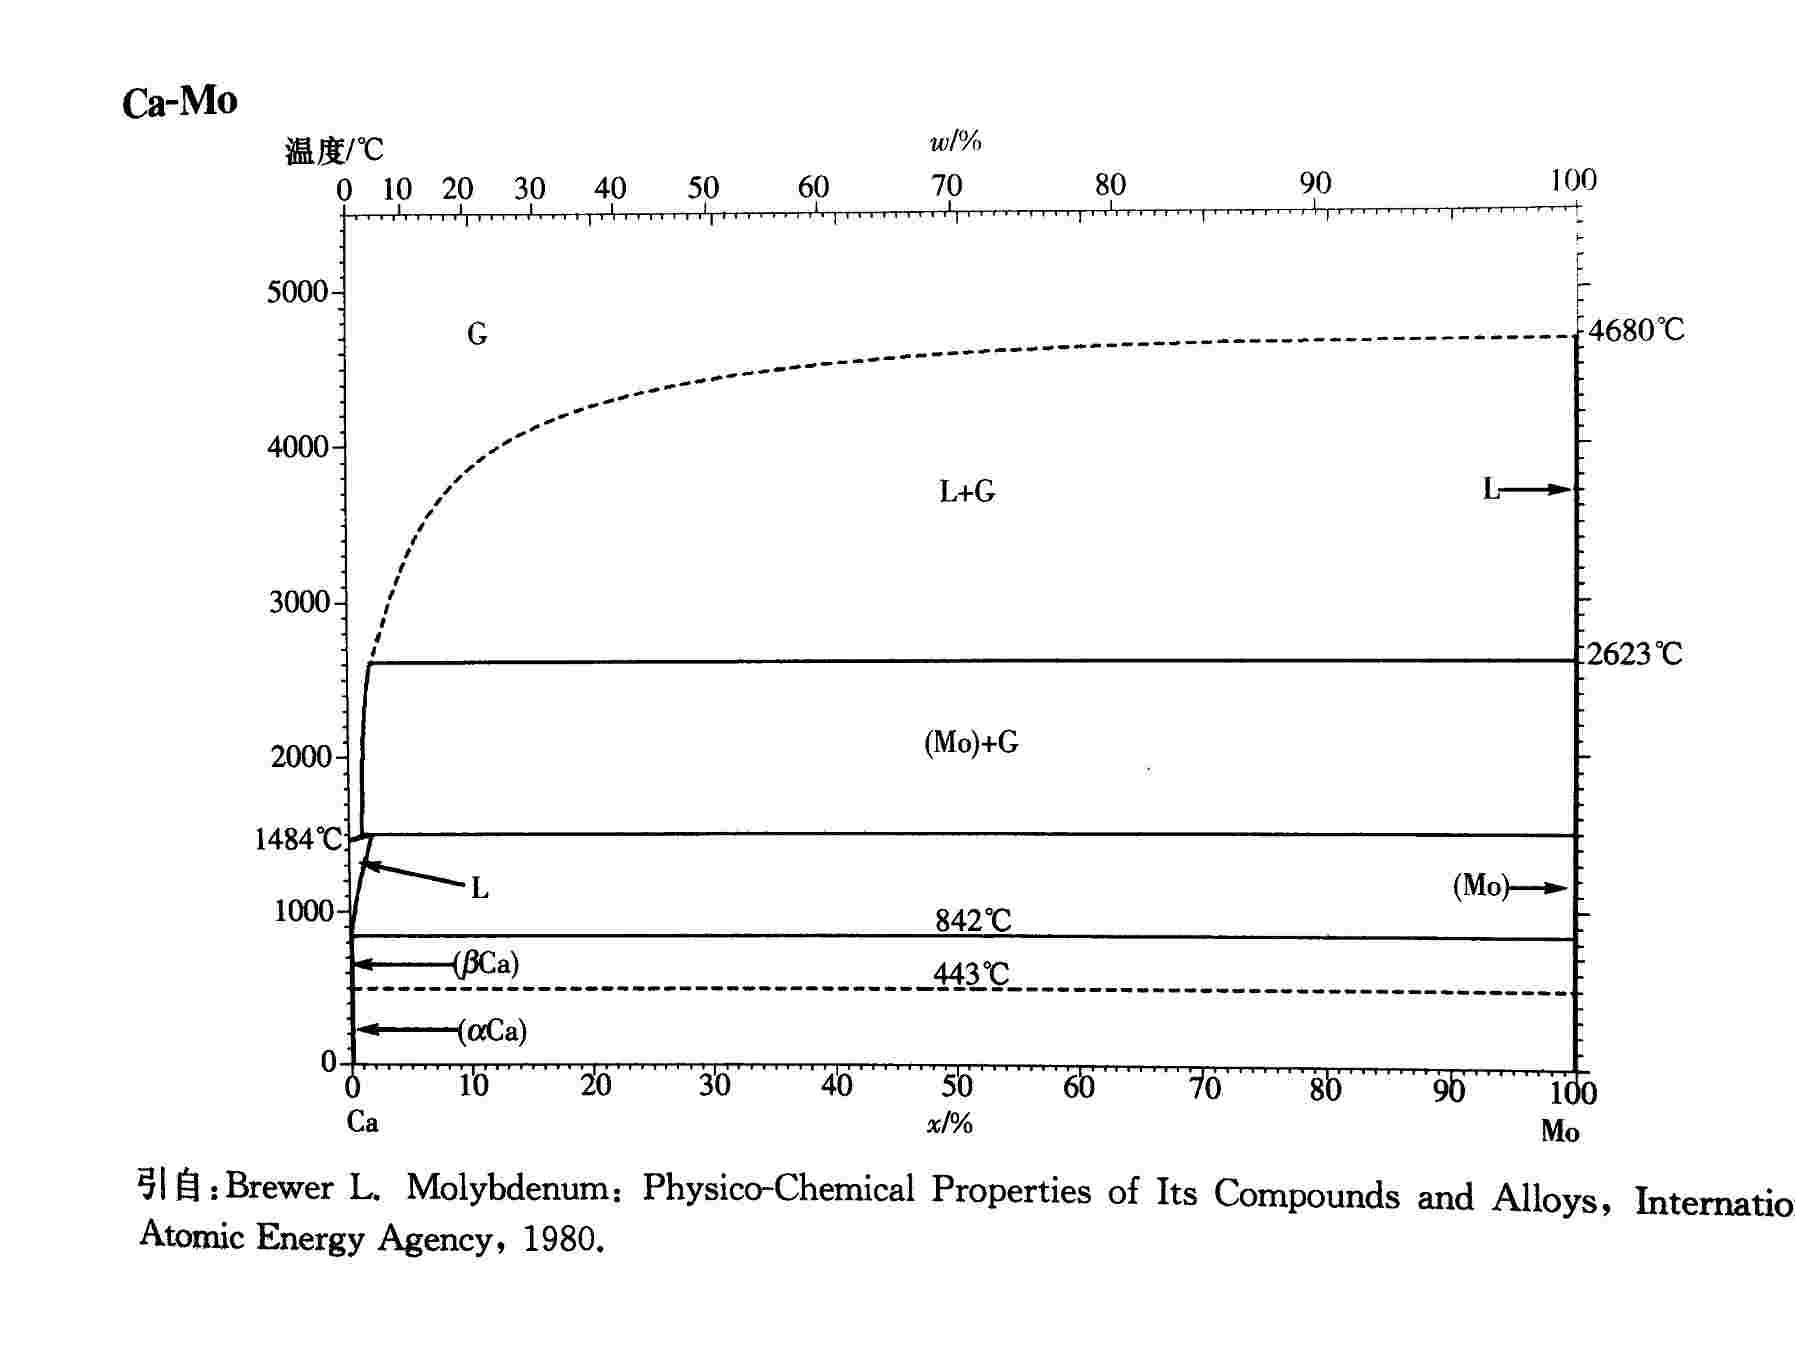 Ca-Mo
温度/℃
w/%
0 10 20 30 40 50 60 70 80 90 100
5000
G
4680℃
4000
L+G
L
3000
2623℃
2000
(Mo)+G
1484℃
L
(Mo)
1000
842℃
(βCa)
443℃
(αCa)
0
0 10 20 30 40 50 60 70 80 90 100
Ca
x/%
Mo
引自:Brewer L. Molybdenum: Physico-Chemical Properties of Its Compounds and Alloys, Internatio
Atomic Energy Agency, 1980.